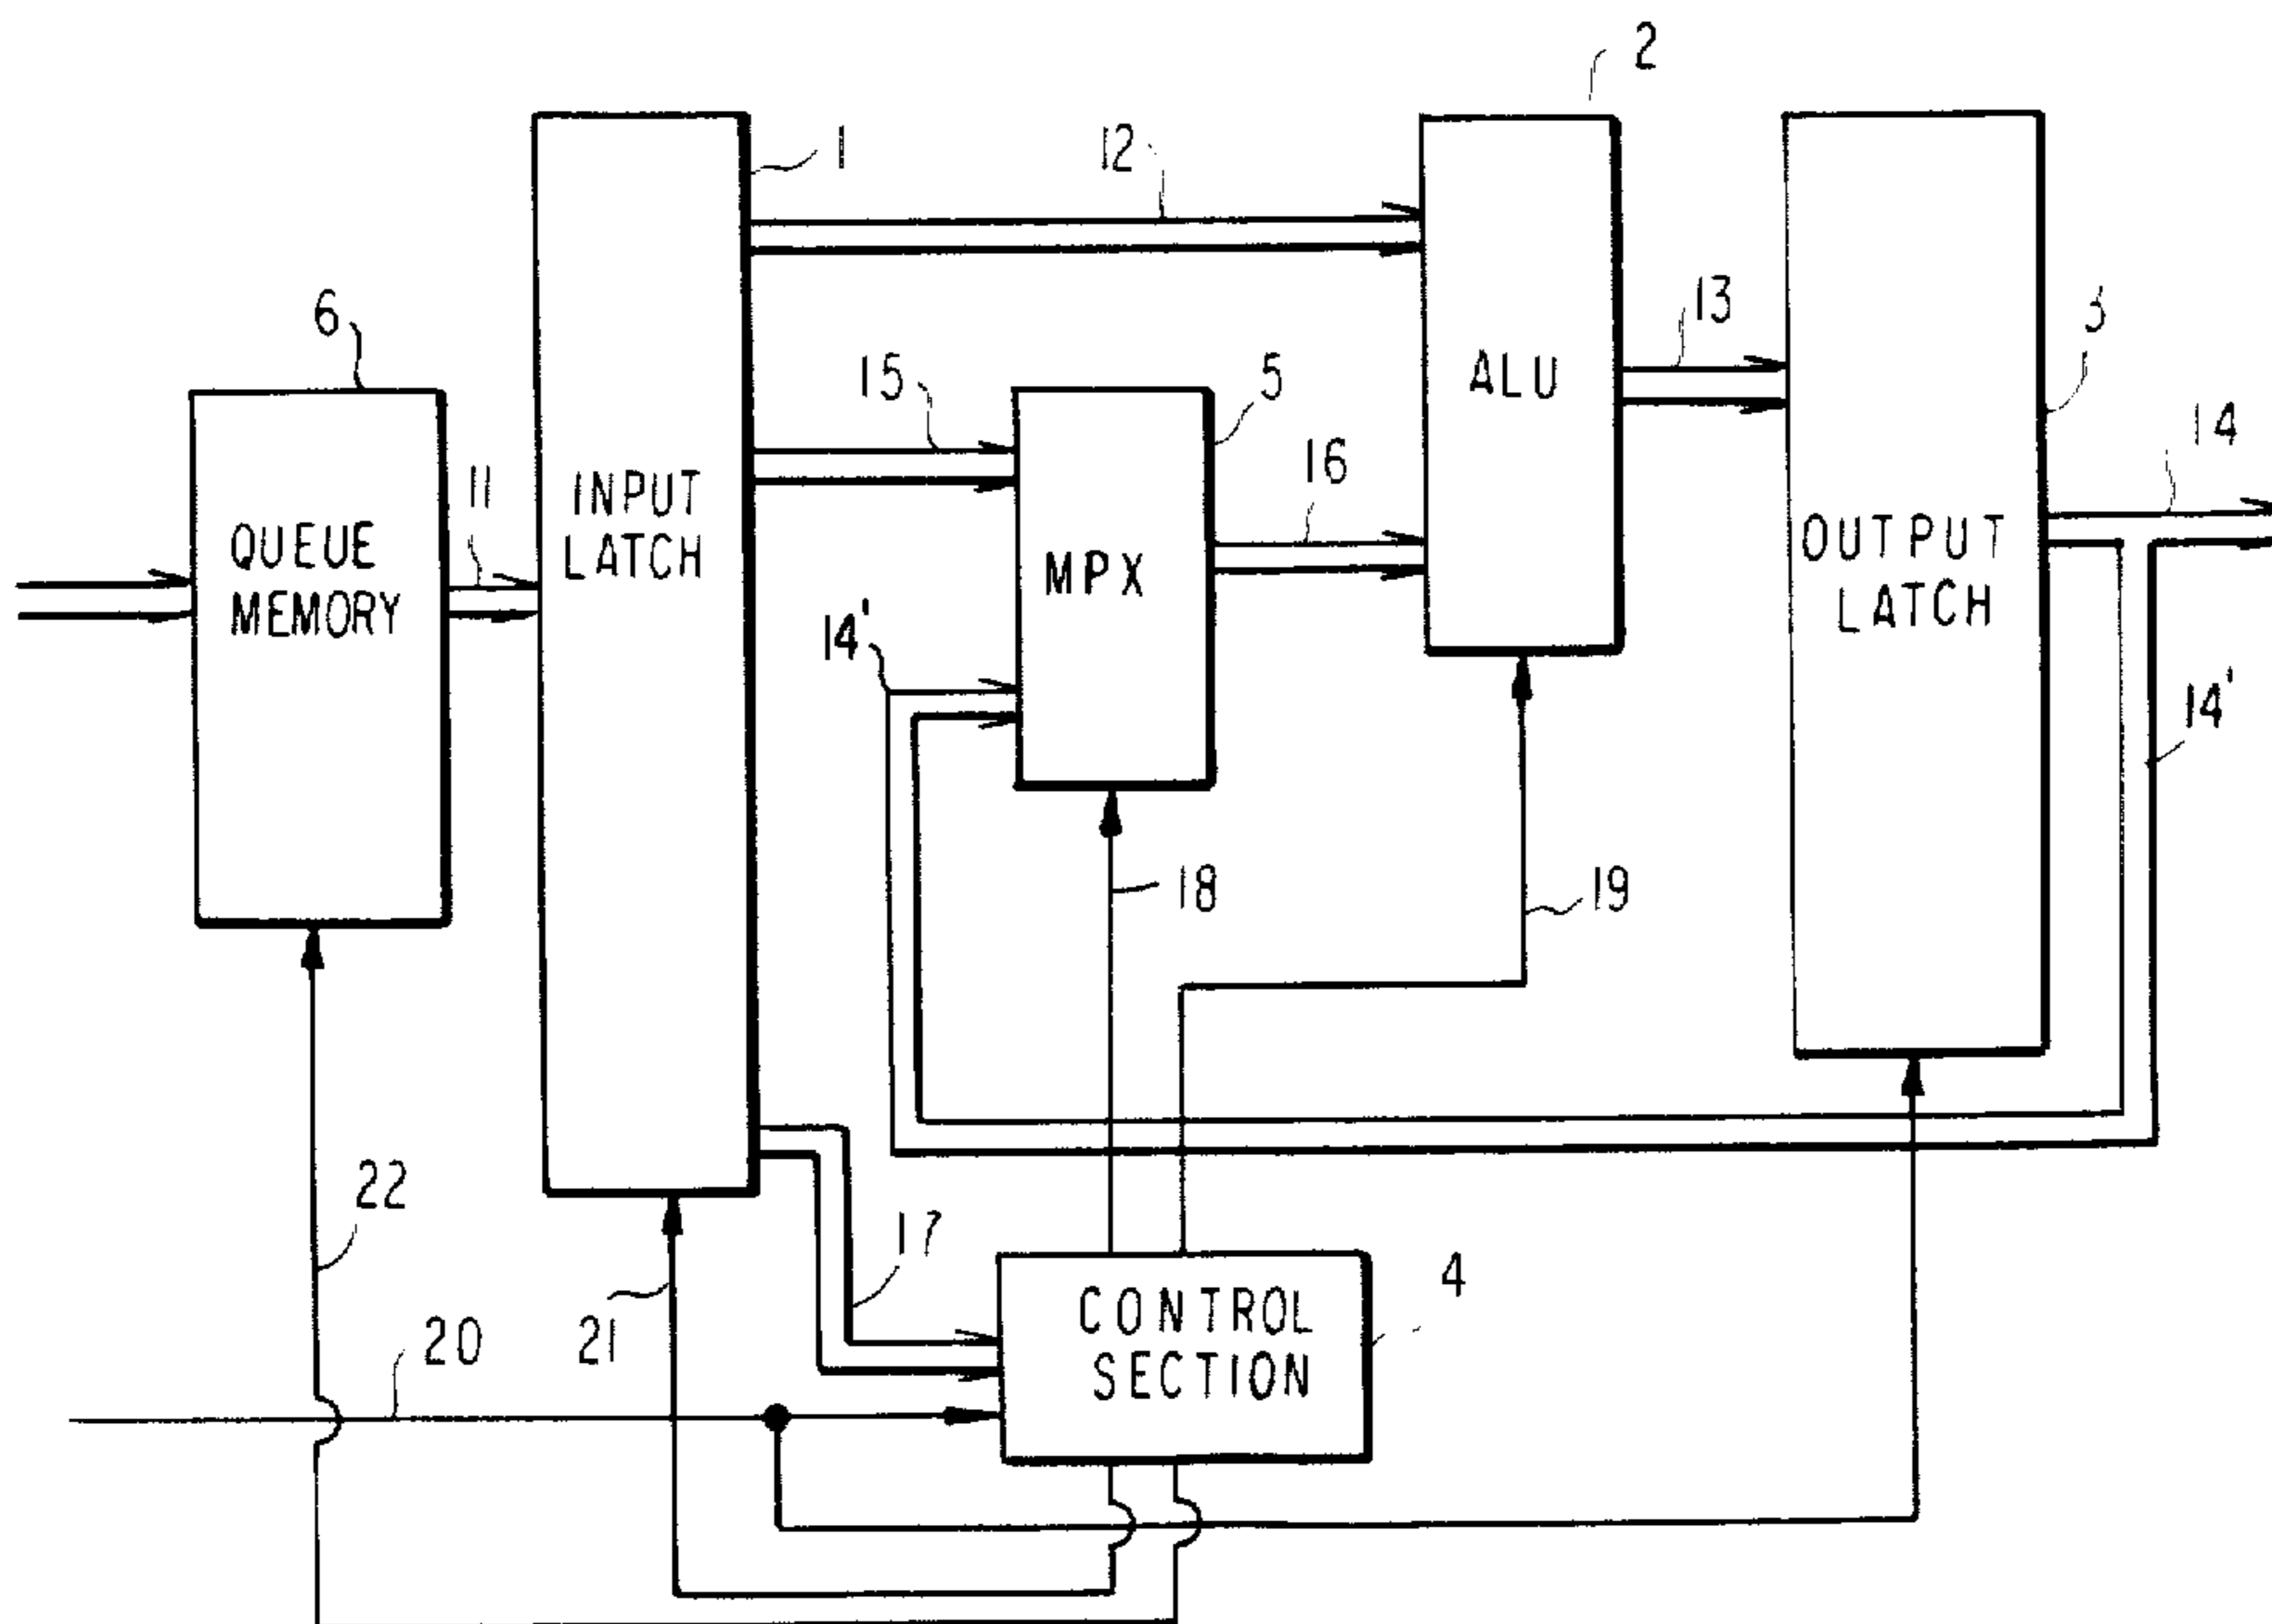 2
1
12
6
13
3
15
5
ALU
14
16
11
INPUT
LATCH
QUEUE
MEMORY
MPX
OUTPUT
LATCH
14'
14'
18
19
22
17
4
CONTROL
SECTION
20
21